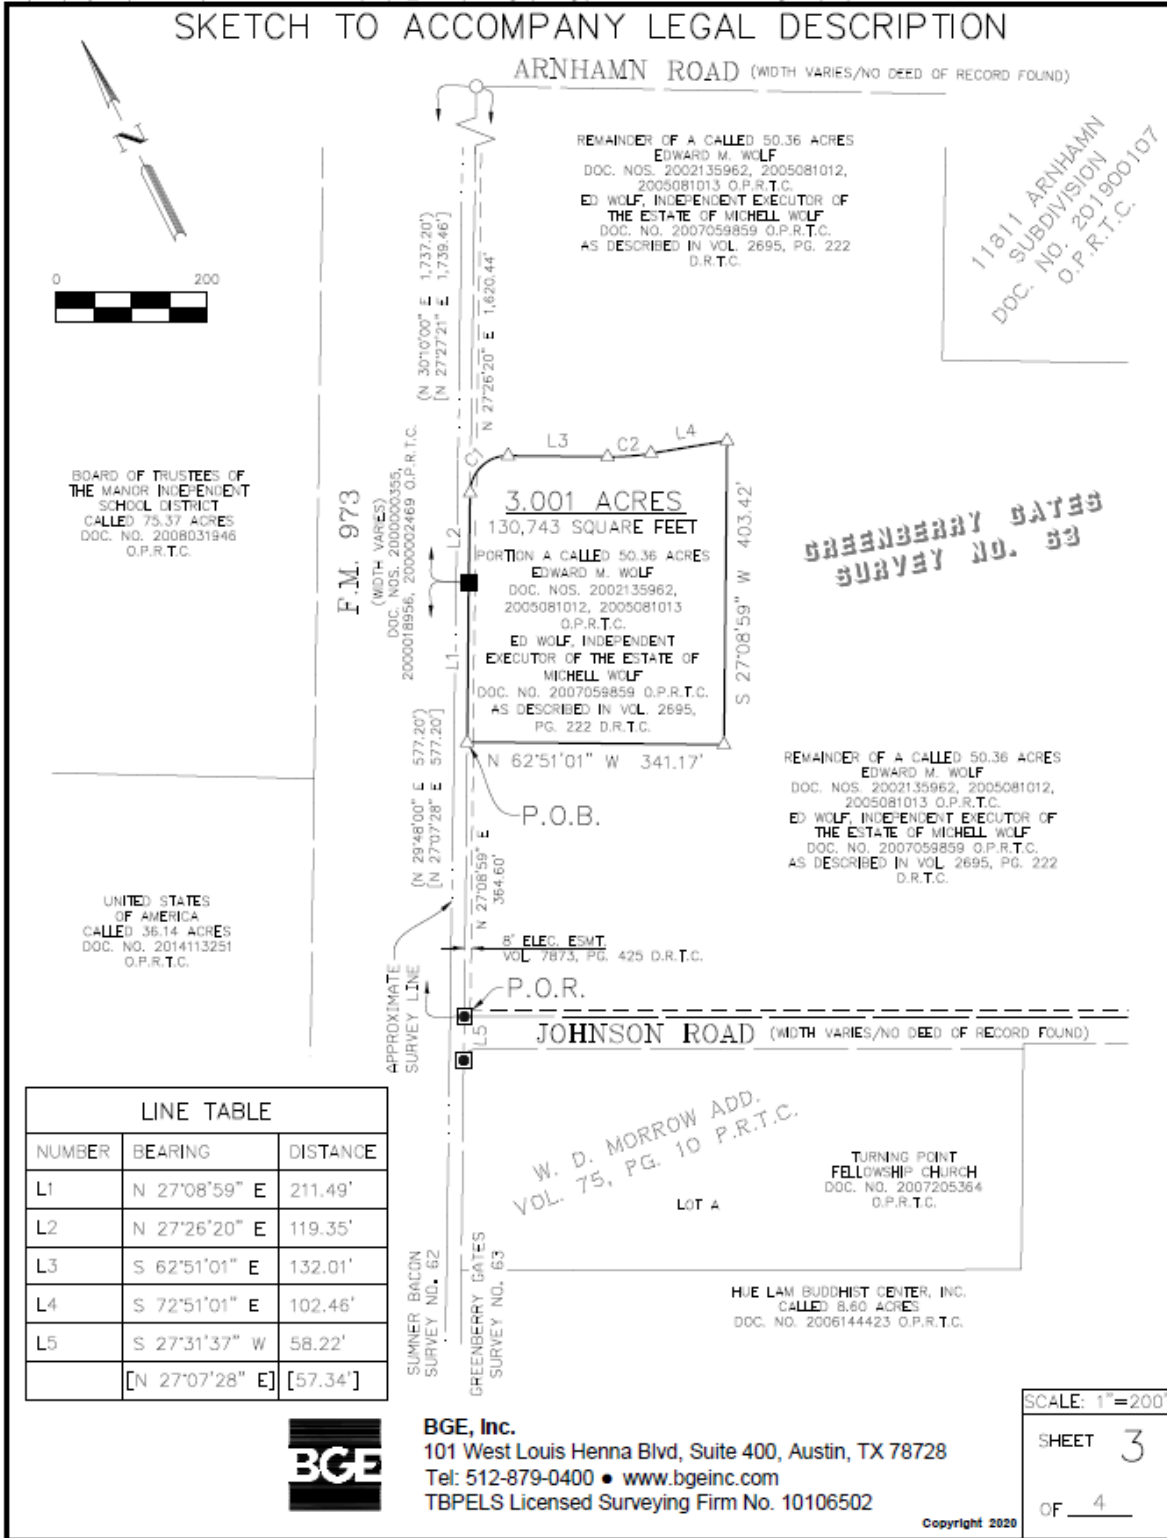 SKETCH TO ACCOMPANY LEGAL DESCRIPTION
ARNHAMN ROAD (WIDTH VARIES/NO DEED OF RECORD FOUND)
N
0 200
REMAINDER OF A CALLED 50.36 ACRES
EDWARD M. WOLF
DOC. NOS. 2002135962, 2005081012,
2005081013 O.P.R.T.C.
ED WOLF, INDEPENDENT EXECUTOR OF
THE ESTATE OF MICHELL WOLF
DOC. NO. 2007059859 O.P.R.T.C.
AS DESCRIBED IN VOL. 2695, PG. 222
D.R.T.C.
11811 ARNHAMN
SUBDIVISION
DOC. NO. 201900107
O.P.R.T.C.
(N 30°10'00" E 1,737.20')
[N 27°27'21" E 1,739.46']
N 27°26'20" E 1,620.44'
BOARD OF TRUSTEES OF
THE MANOR INDEPENDENT
SCHOOL DISTRICT
CALLED 75.37 ACRES
DOC. NO. 2008031946
O.P.R.T.C.
F.M. 973
(WIDTH VARIES)
DOC. NOS. 2000000355,
2000018956, 2000002469 O.P.R.T.C.
C1
L3
C2
L4
L2
L1
3.001 ACRES
130,743 SQUARE FEET
PORTION A CALLED 50.36 ACRES
EDWARD M. WOLF
DOC. NOS. 2002135962,
2005081012, 2005081013
O.P.R.T.C.
ED WOLF, INDEPENDENT
EXECUTOR OF THE ESTATE OF
MICHELL WOLF
DOC. NO. 2007059859 O.P.R.T.C.
AS DESCRIBED IN VOL. 2695,
PG. 222 D.R.T.C.
S 27°08'59" W 403.42'
GREENBERRY GATES
SURVEY NO. 63
N 62°51'01" W 341.17'
P.O.B.
(N 29°48'00" E 577.20')
[N 27°07'28" E 577.20']
N 27°08'59" E
364.60'
REMAINDER OF A CALLED 50.36 ACRES
EDWARD M. WOLF
DOC. NOS. 2002135962, 2005081012,
2005081013 O.P.R.T.C.
ED WOLF, INDEPENDENT EXECUTOR OF
THE ESTATE OF MICHELL WOLF
DOC. NO. 2007059859 O.P.R.T.C.
AS DESCRIBED IN VOL. 2695, PG. 222
D.R.T.C.
UNITED STATES
OF AMERICA
CALLED 36.14 ACRES
DOC. NO. 2014113251
O.P.R.T.C.
8' ELEC. ESMT.
VOL. 7873, PG. 425 D.R.T.C.
APPROXIMATE
SURVEY LINE
P.O.R.
L5
JOHNSON ROAD (WIDTH VARIES/NO DEED OF RECORD FOUND)
W. D. MORROW ADD.
VOL. 75, PG. 10 P.R.T.C.
LOT A
TURNING POINT
FELLOWSHIP CHURCH
DOC. NO. 2007205364
O.P.R.T.C.
SUMNER BACON
SURVEY NO. 62
GREENBERRY GATES
SURVEY NO. 63
HUE LAM BUDDHIST CENTER, INC.
CALLED 8.60 ACRES
DOC. NO. 2006144423 O.P.R.T.C.
LINE TABLE
NUMBER BEARING DISTANCE
L1 N 27°08'59" E 211.49'
L2 N 27°26'20" E 119.35'
L3 S 62°51'01" E 132.01'
L4 S 72°51'01" E 102.46'
L5 S 27°31'37" W 58.22'
[N 27°07'28" E] [57.34']
BGE
BGE, Inc.
101 West Louis Henna Blvd, Suite 400, Austin, TX 78728
Tel: 512-879-0400 ● www.bgeinc.com
TBPELS Licensed Surveying Firm No. 10106502
Copyright 2020
SCALE: 1"=200'
SHEET 3
OF 4